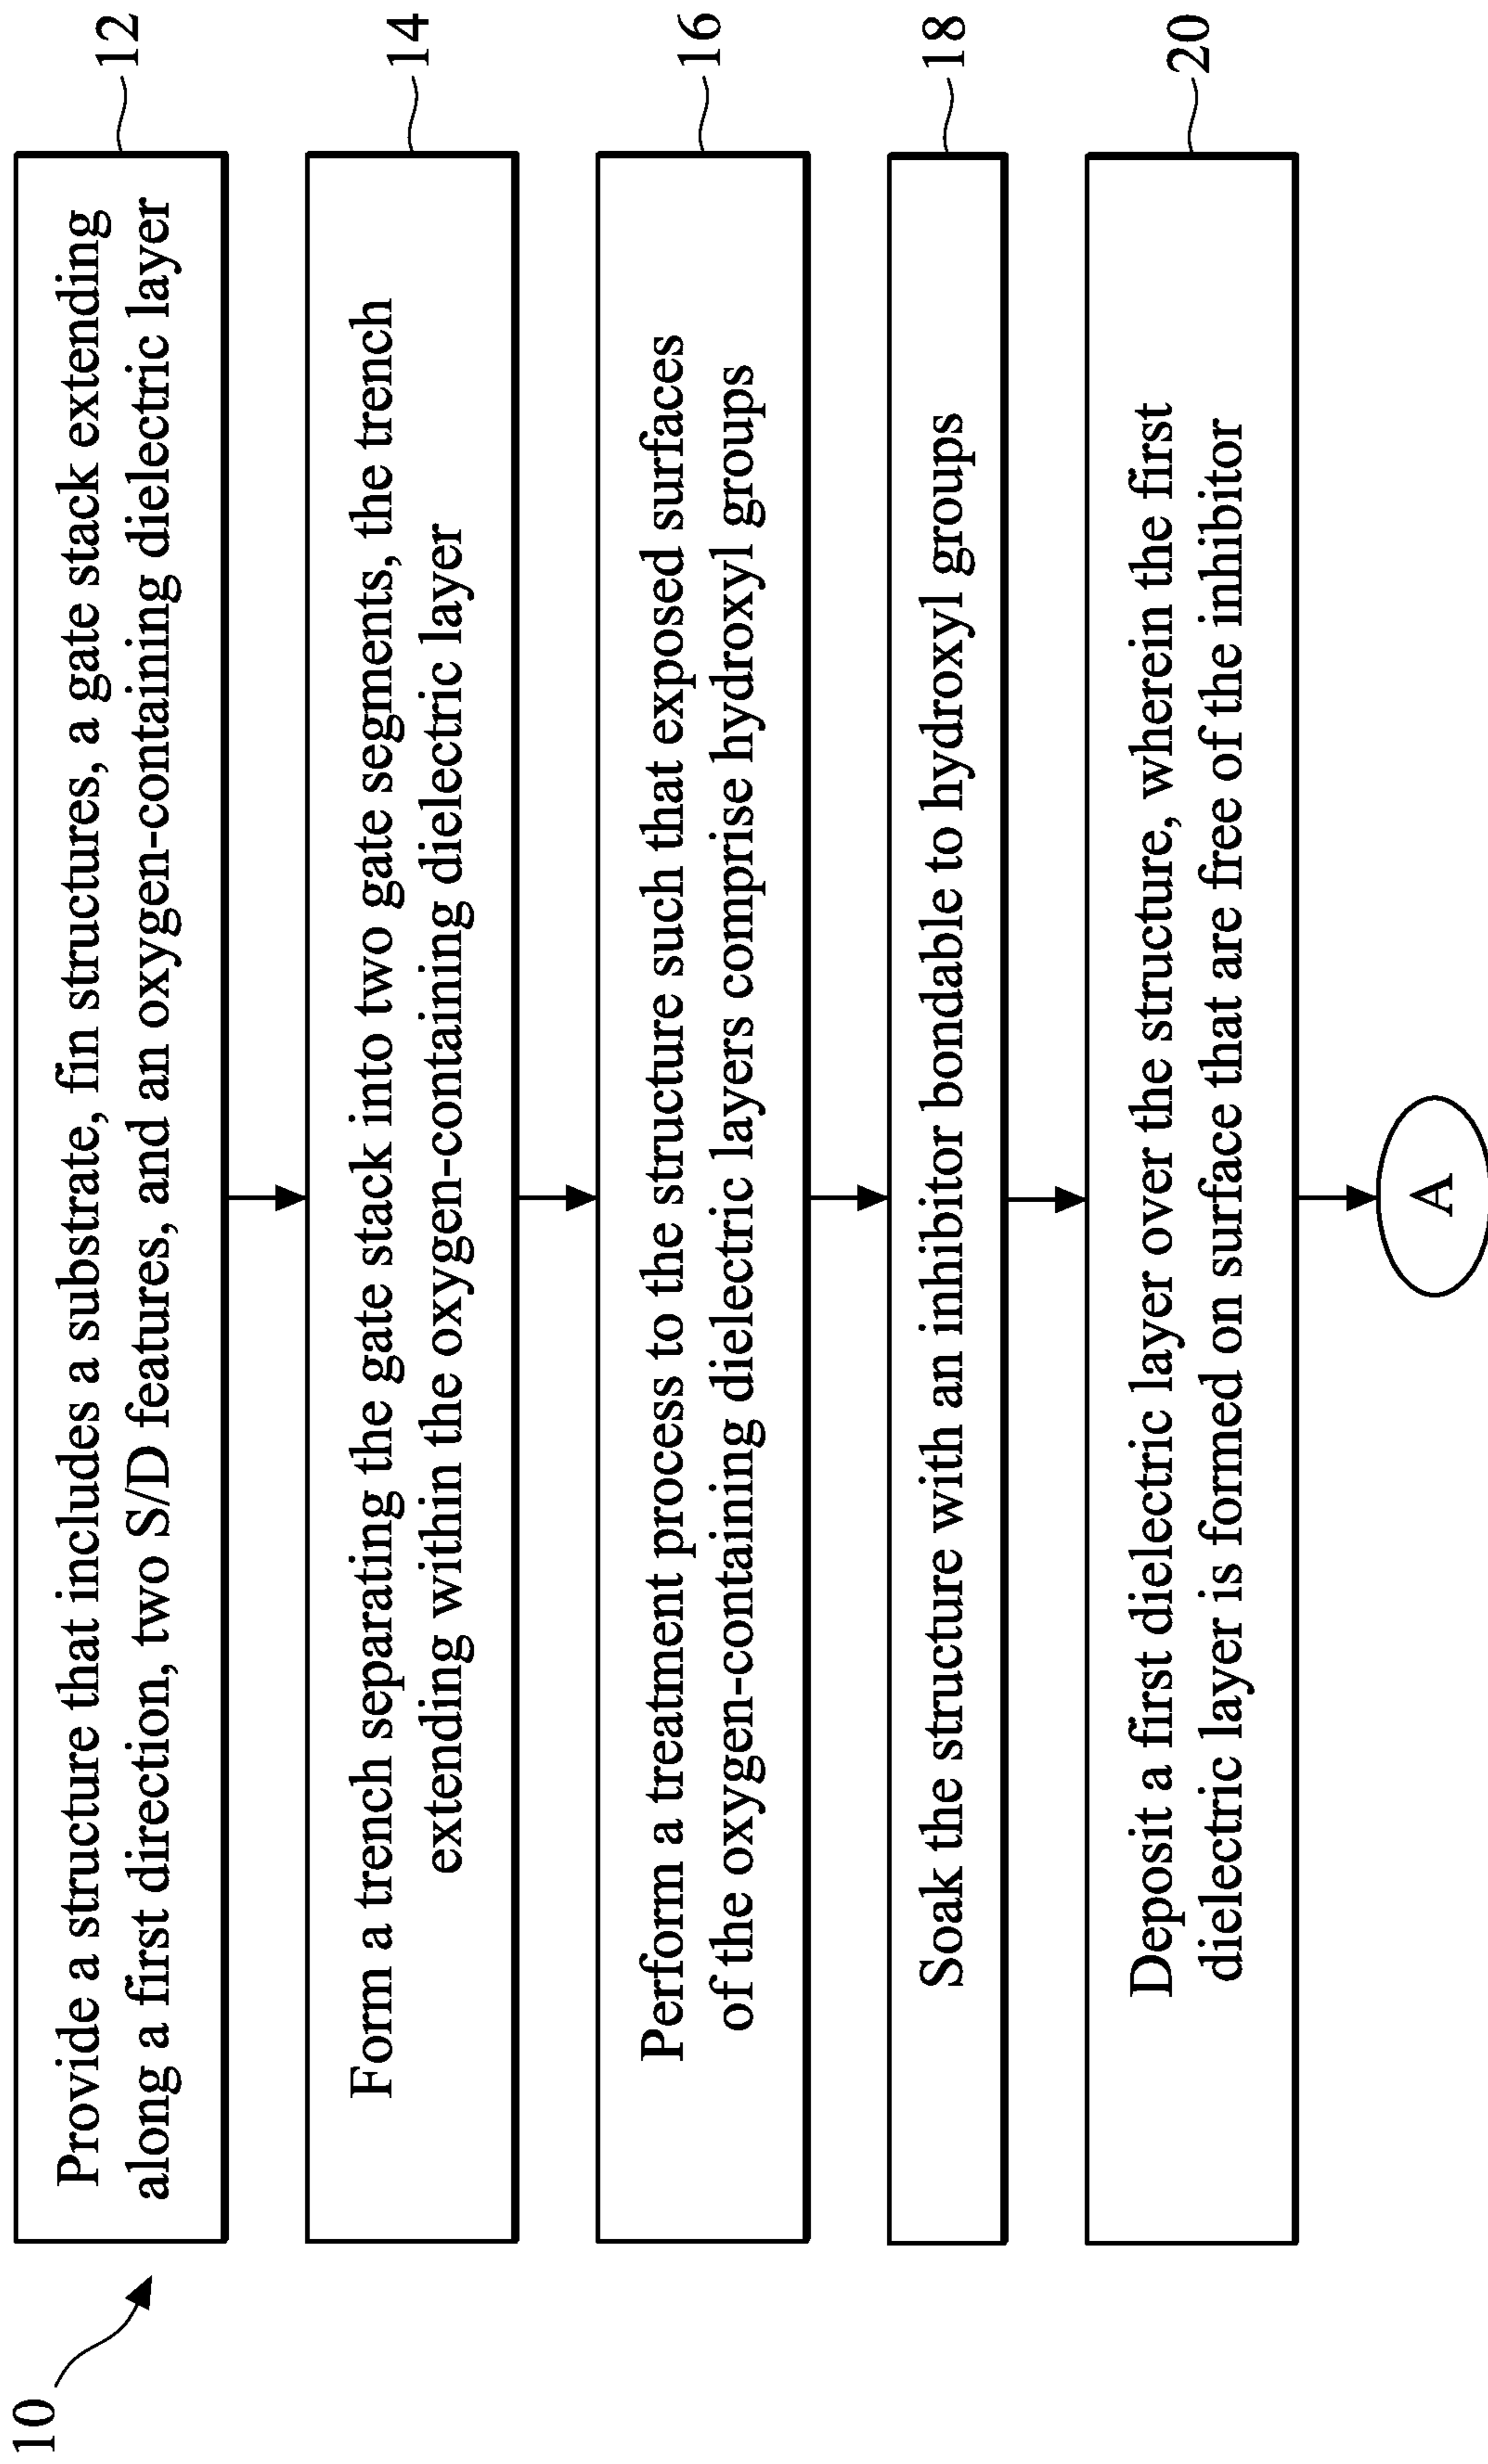 10
Provide a structure that includes a substrate, fin structures, a gate stack extending
along a first direction, two S/D features, and an oxygen-containing dielectric layer
12
Form a trench separating the gate stack into two gate segments, the trench
extending within the oxygen-containing dielectric layer
14
Perform a treatment process to the structure such that exposed surfaces
of the oxygen-containing dielectric layers comprise hydroxyl groups
16
Soak the structure with an inhibitor bondable to hydroxyl groups
18
Deposit a first dielectric layer over the structure, wherein the first
dielectric layer is formed on surface that are free of the inhibitor
20
A